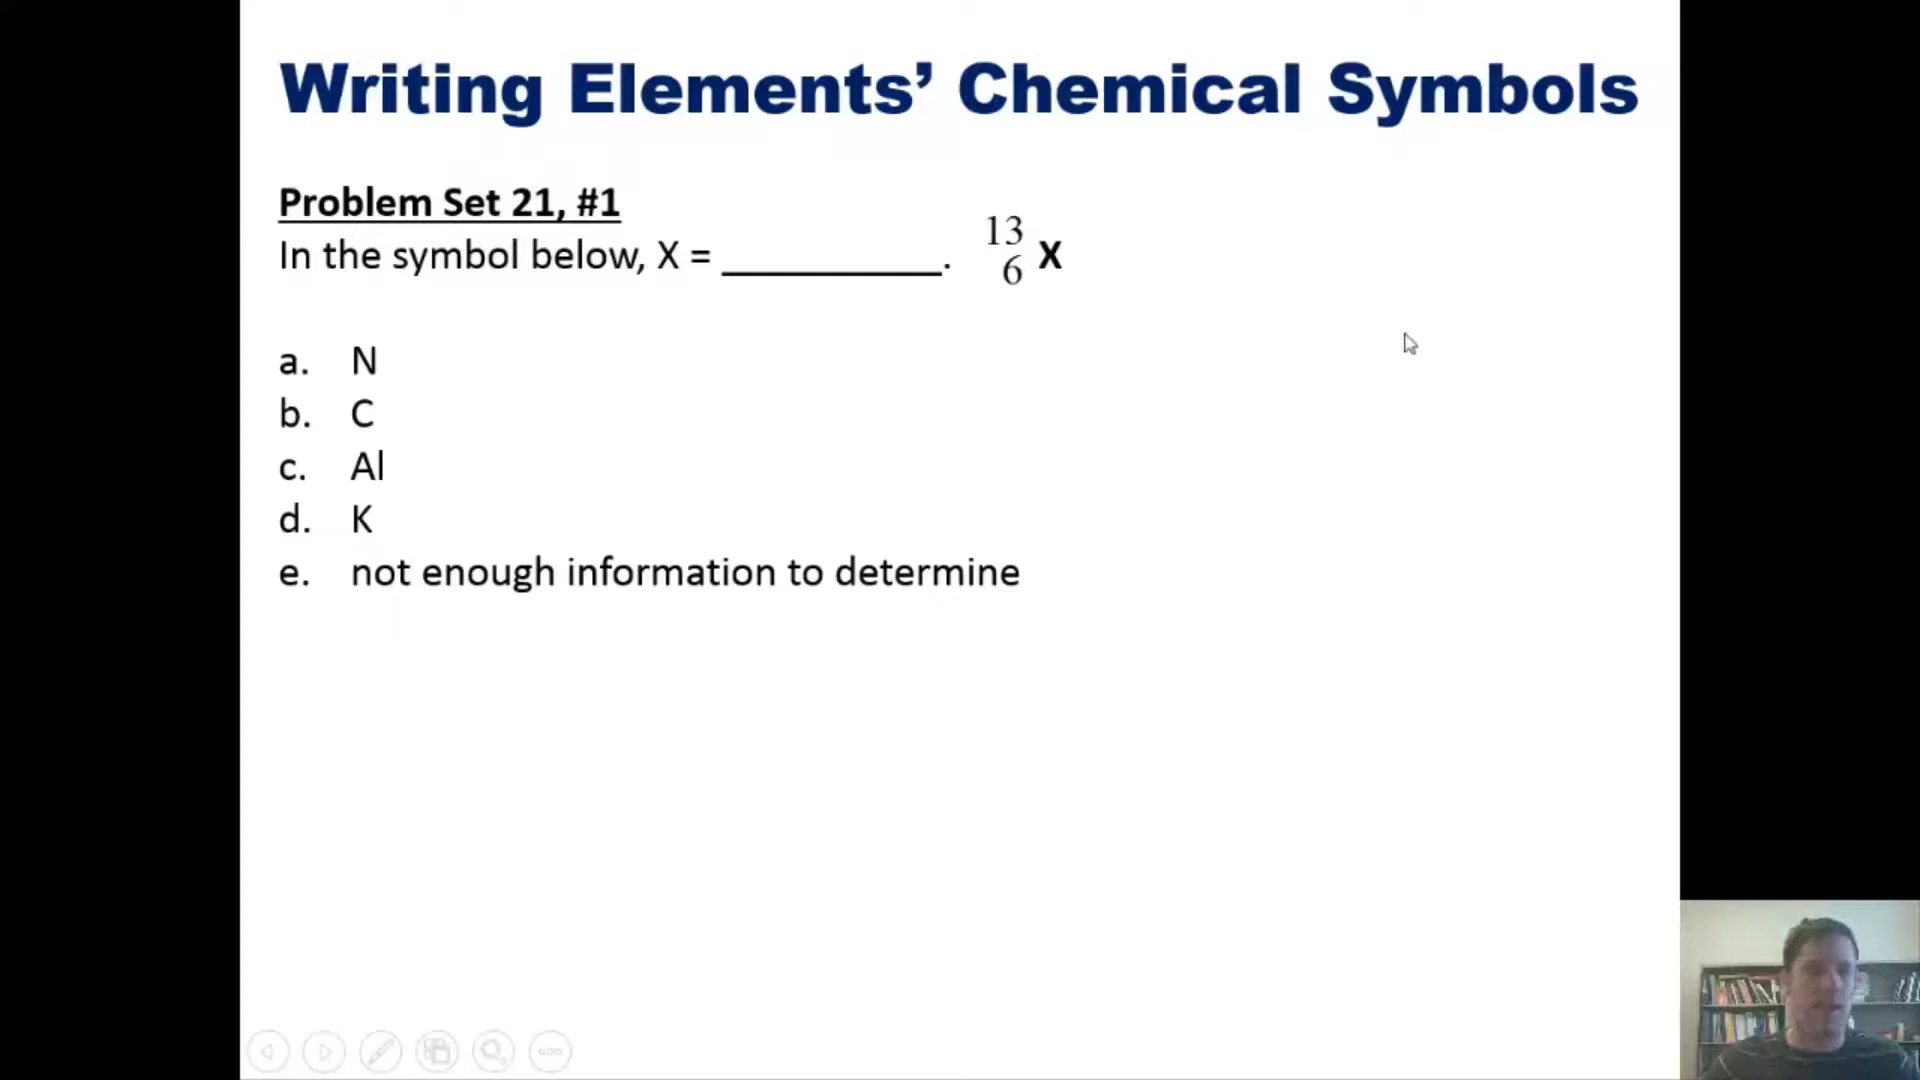 Writing Elements’ Chemical Symbols
Problem Set 21, #1
In the symbol below, X = ___________. 13 6 X
a. N
b. C
c. Al
d. K
e. not enough information to determine